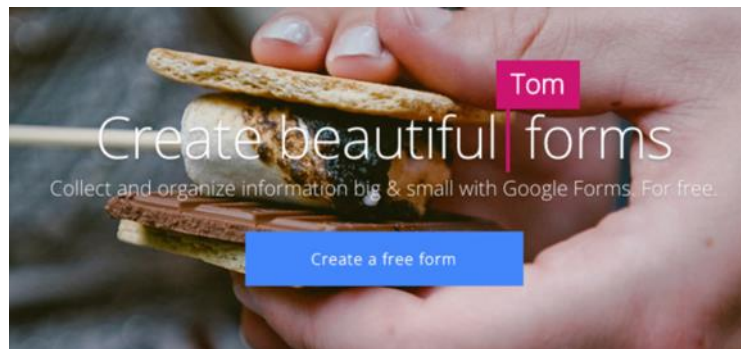 Tom
Create beautiful forms
Collect and organize information big & small with Google Forms. For free.
Create a free form